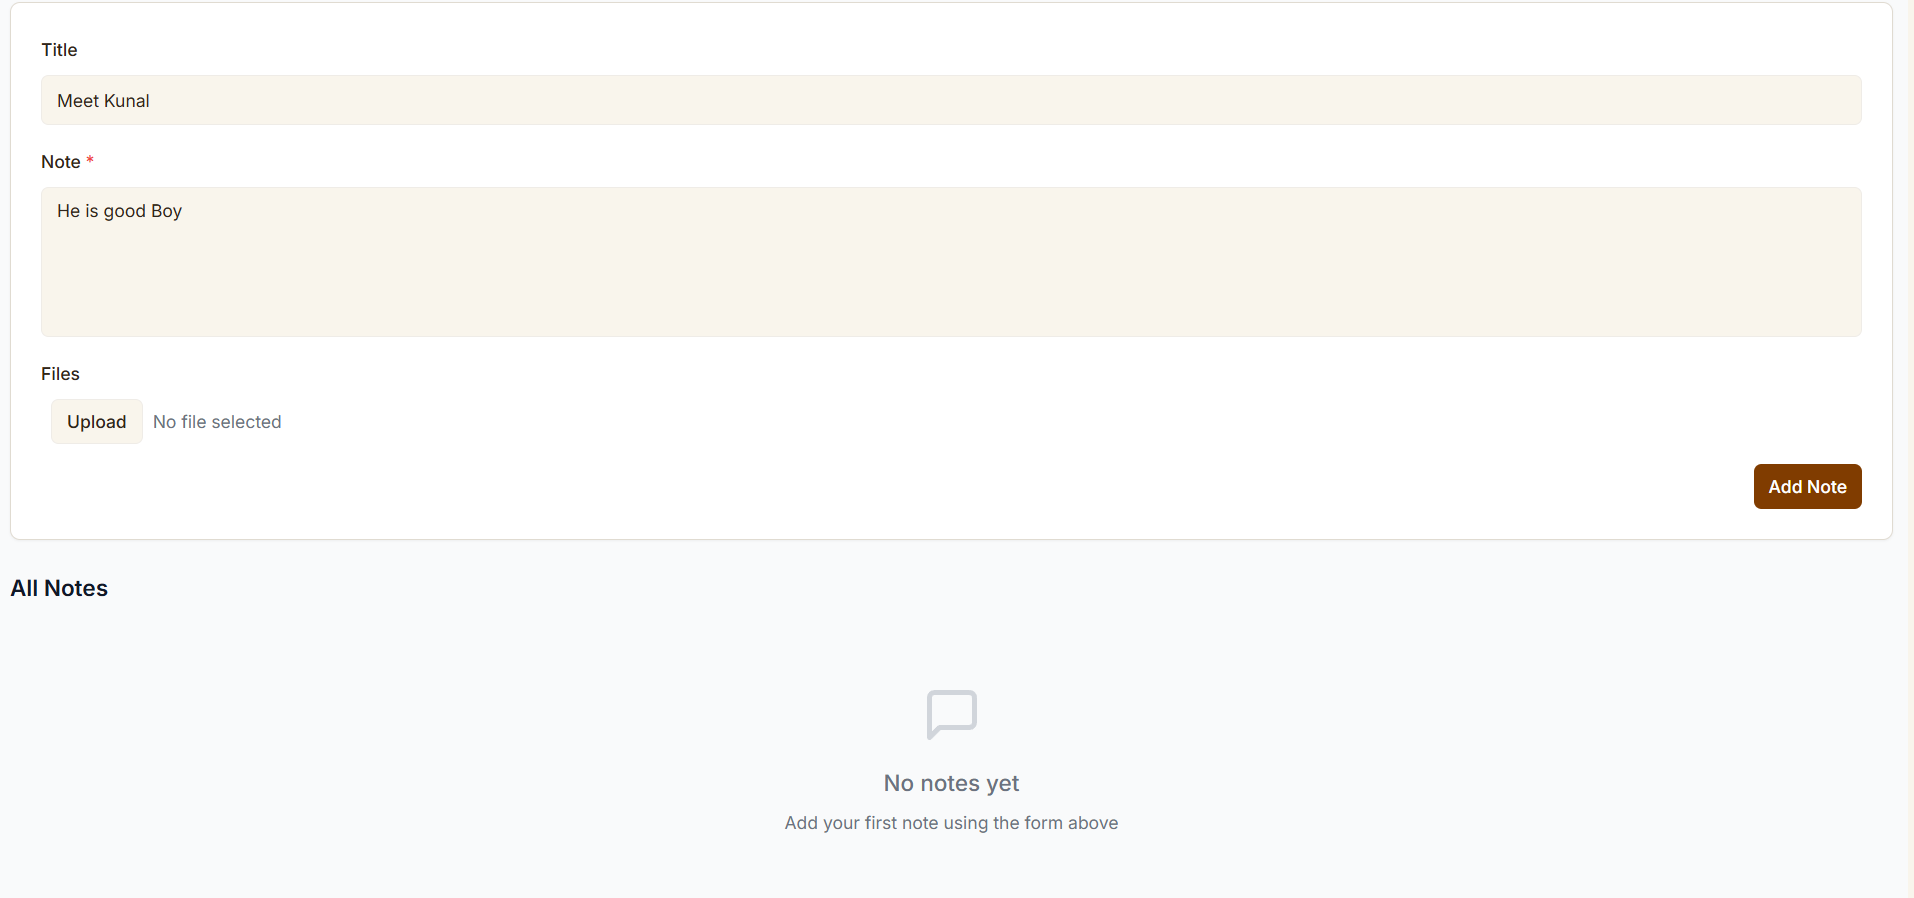 Title
Meet Kunal
Note *
He is good Boy
Files
Upload No file selected
Add Note
All Notes
No notes yet
Add your first note using the form above